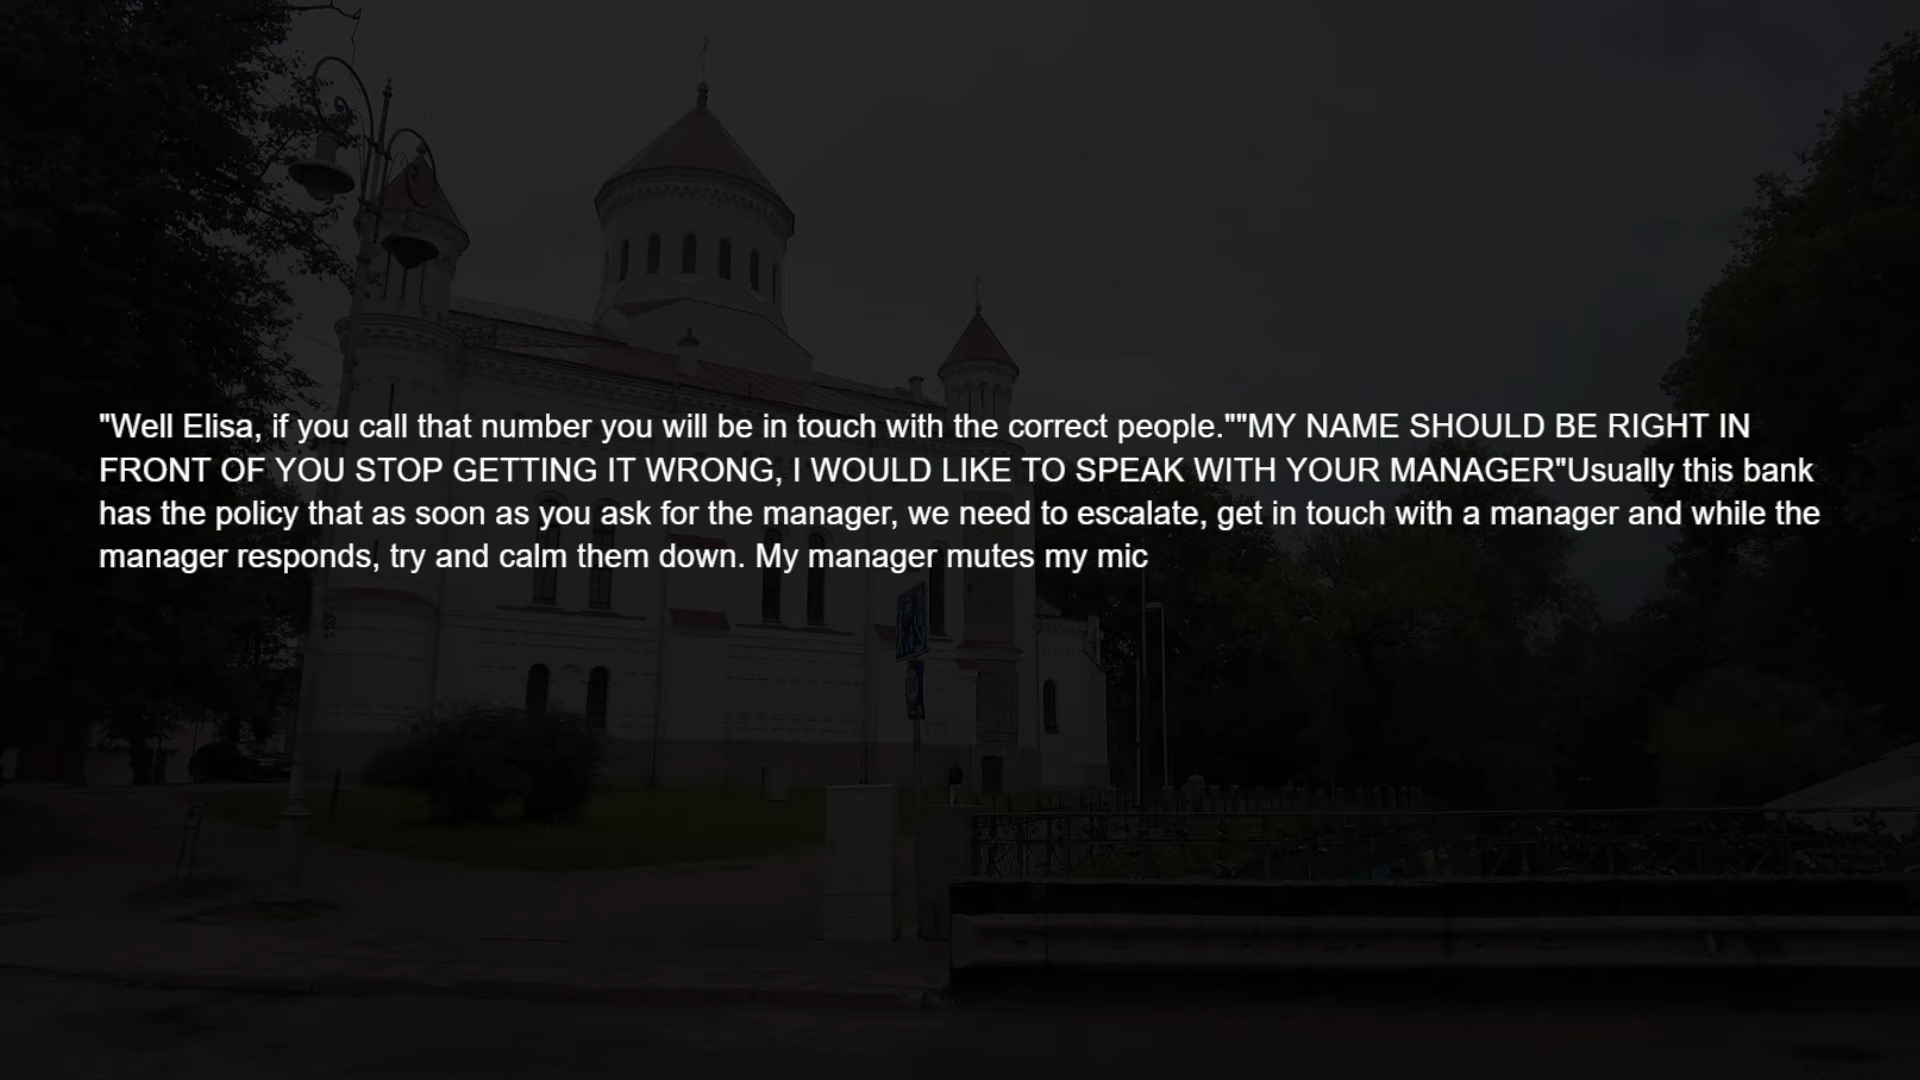 "Well Elisa, if you call that number you will be in touch with the correct people.""MY NAME SHOULD BE RIGHT IN
FRONT OF YOU STOP GETTING IT WRONG, I WOULD LIKE TO SPEAK WITH YOUR MANAGER"Usually this bank
has the policy that as soon as you ask for the manager, we need to escalate, get in touch with a manager and while the
manager responds, try and calm them down. My manager mutes my mic